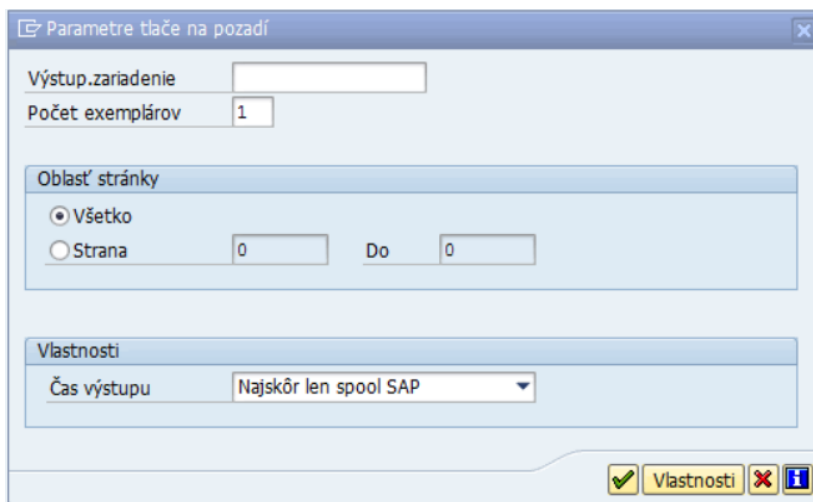 Parametre tlače na pozadí
Výstup.zariadenie
Počet exemplárov 1
Oblasť stránky
Všetko
Strana 0 Do 0
Vlastnosti
Čas výstupu Najskôr len spool SAP
Vlastnosti